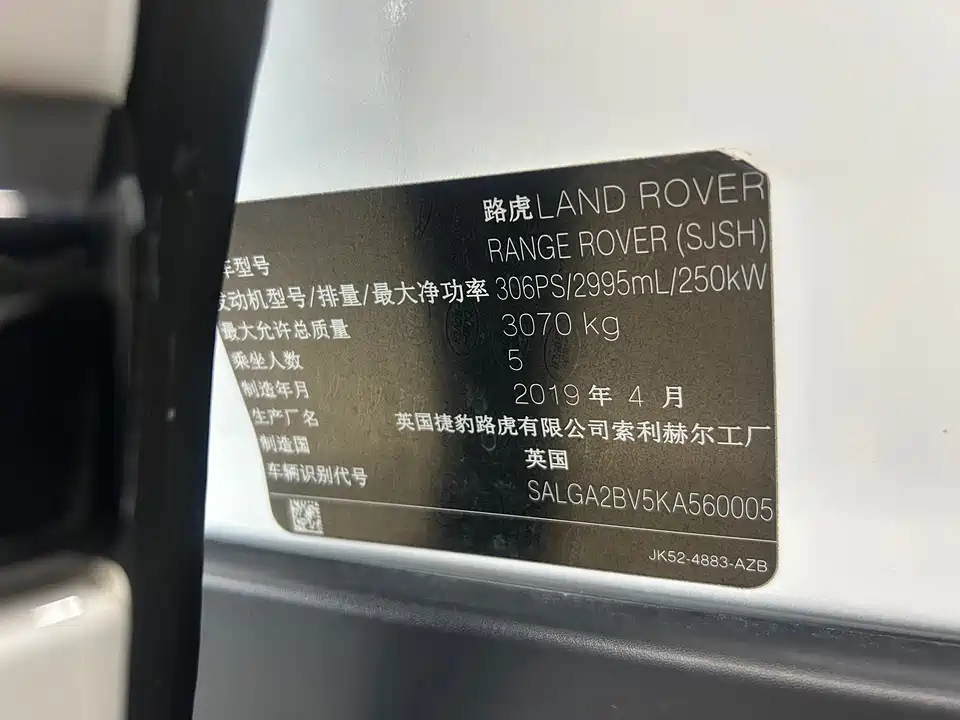 路虎LAND ROVER
车型号 RANGE ROVER (SJSH)
发动机型号/排量/最大净功率 306PS/2995mL/250kW
最大允许总质量 3070 kg
乘坐人数 5
制造年月 2019 年 4 月
生产厂名 英国捷豹路虎有限公司索利赫尔工厂
制造国 英国
车辆识别代号 SALGA2BV5KA560005
JK52-4883-AZB